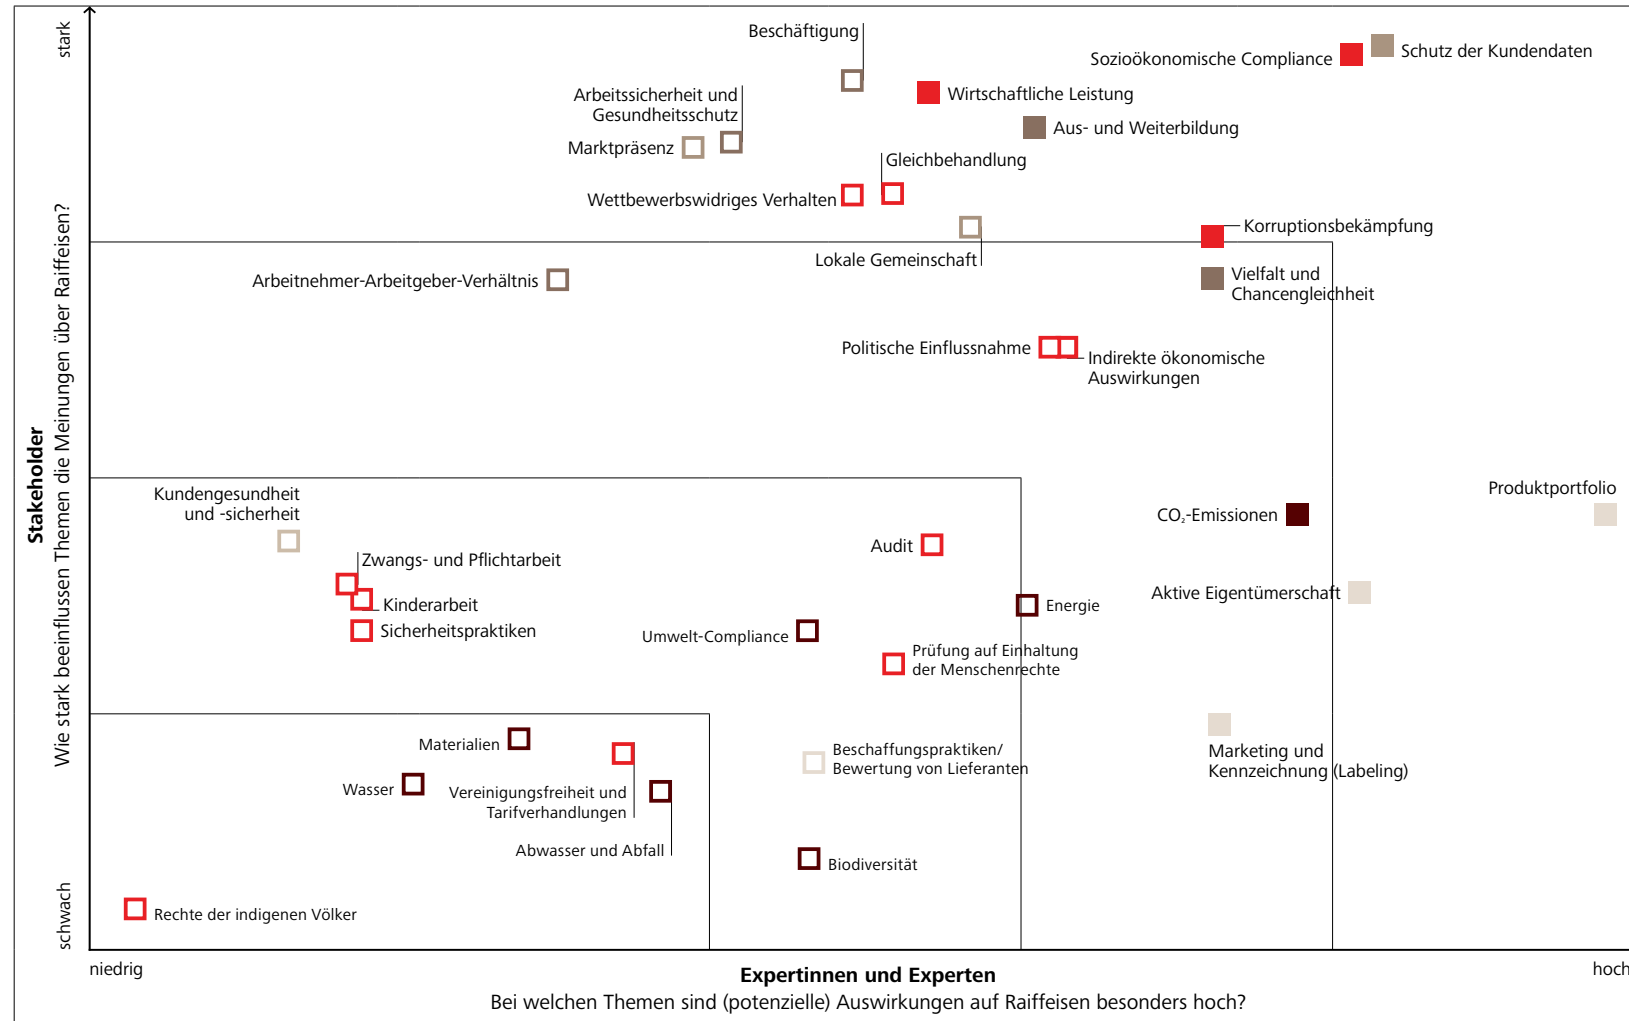 stark
Beschäftigung
Sozioökonomische Compliance
Schutz der Kundendaten
Arbeitssicherheit und
Gesundheitsschutz
Wirtschaftliche Leistung
Aus- und Weiterbildung
Marktpräsenz
Gleichbehandlung
Wettbewerbswidriges Verhalten
Korruptionsbekämpfung
Lokale Gemeinschaft
Arbeitnehmer-Arbeitgeber-Verhältnis
Vielfalt und
Chancengleichheit
Politische Einflussnahme
Indirekte ökonomische
Auswirkungen
Stakeholder
Wie stark beeinflussen Themen die Meinungen über Raiffeisen?
Kundengesundheit
und -sicherheit
Produktportfolio
CO₂-Emissionen
Audit
Zwangs- und Pflichtarbeit
Kinderarbeit
Aktive Eigentümerschaft
Energie
Sicherheitspraktiken
Umwelt-Compliance
Prüfung auf Einhaltung
der Menschenrechte
Materialien
Beschaffungspraktiken/
Bewertung von Lieferanten
Marketing und
Kennzeichnung (Labeling)
Wasser
Vereinigungsfreiheit und
Tarifverhandlungen
Abwasser und Abfall
Biodiversität
Rechte der indigenen Völker
schwach
niedrig
hoch
Expertinnen und Experten
Bei welchen Themen sind (potenzielle) Auswirkungen auf Raiffeisen besonders hoch?